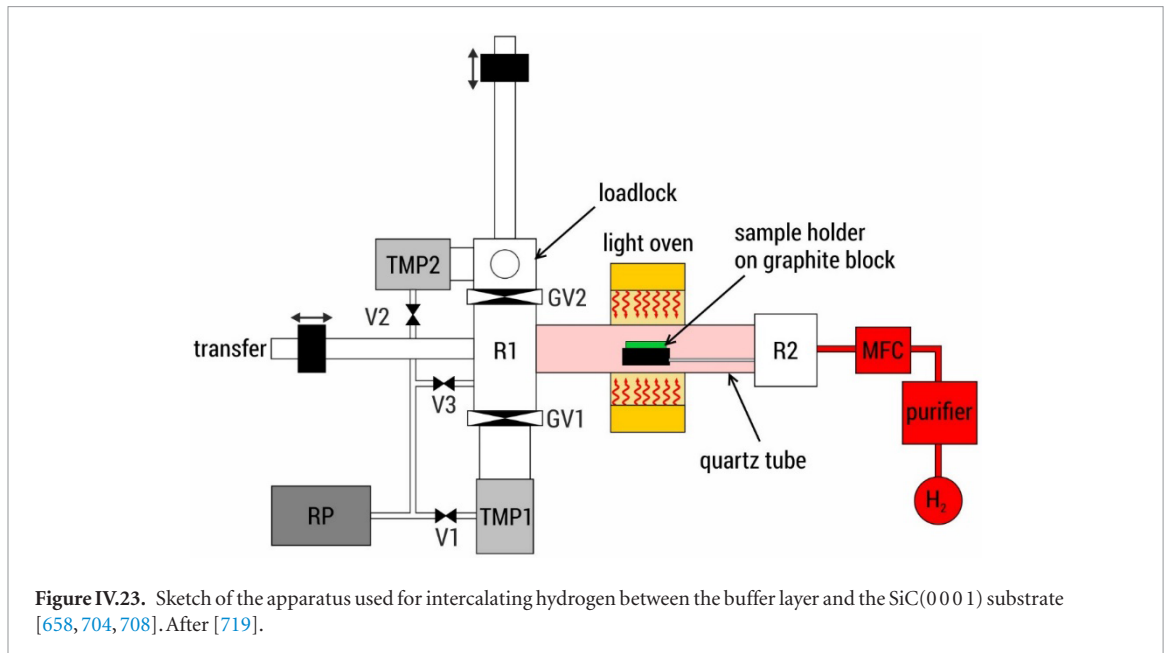 loadlock
light oven
sample holder
on graphite block
TMP2
GV2
V2
transfer
R1
R2
MFC
V3
GV1
purifier
quartz tube
RP
TMP1
V1
H2
Figure IV.23. Sketch of the apparatus used for intercalating hydrogen between the buffer layer and the SiC(0 0 0 1) substrate
[658, 704, 708]. After [719].